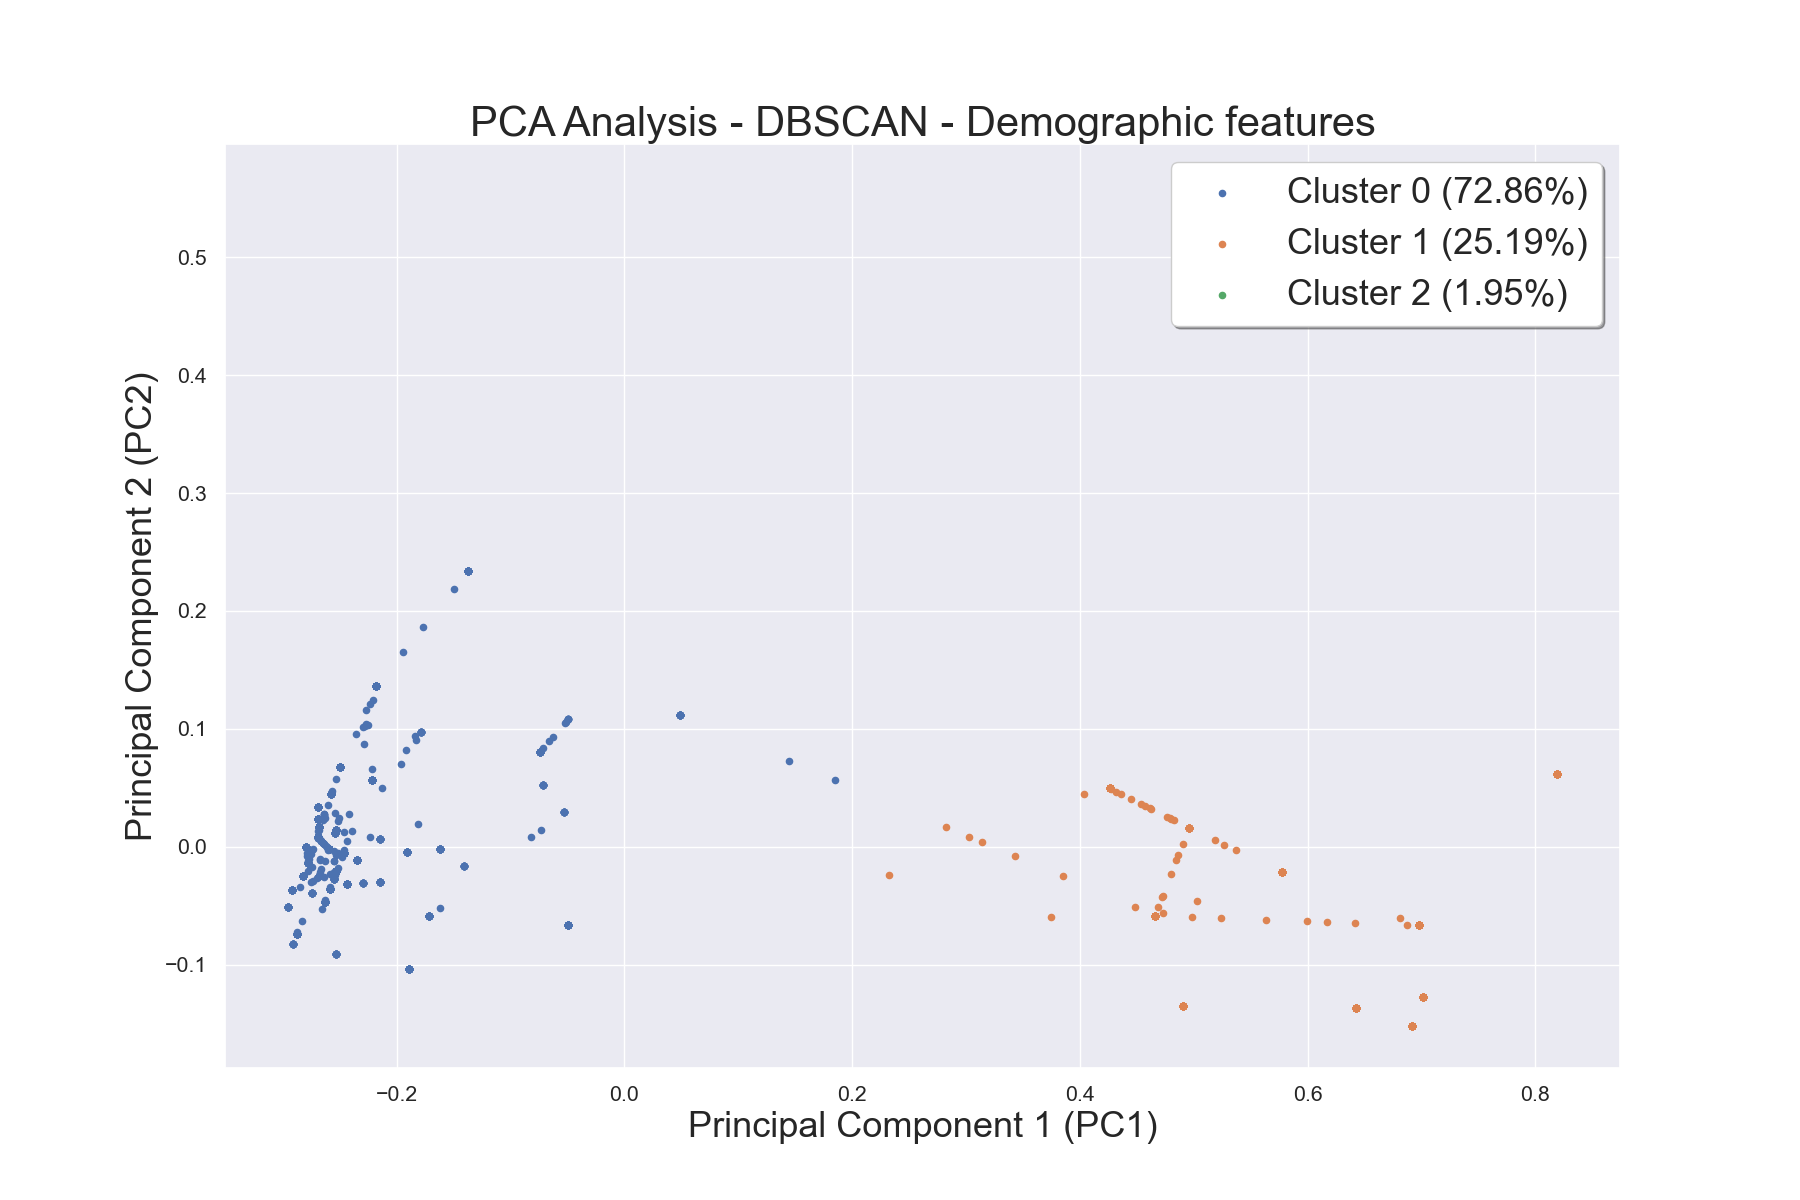 PCA Analysis - DBSCAN - Demographic features
Cluster 0 (72.86%)
Cluster 1 (25.19%)
Cluster 2 (1.95%)
Principal Component 2 (PC2)
0.5
0.4
0.3
0.2
0.1
0.0
−0.1
−0.2 0.0 0.2 0.4 0.6 0.8
Principal Component 1 (PC1)